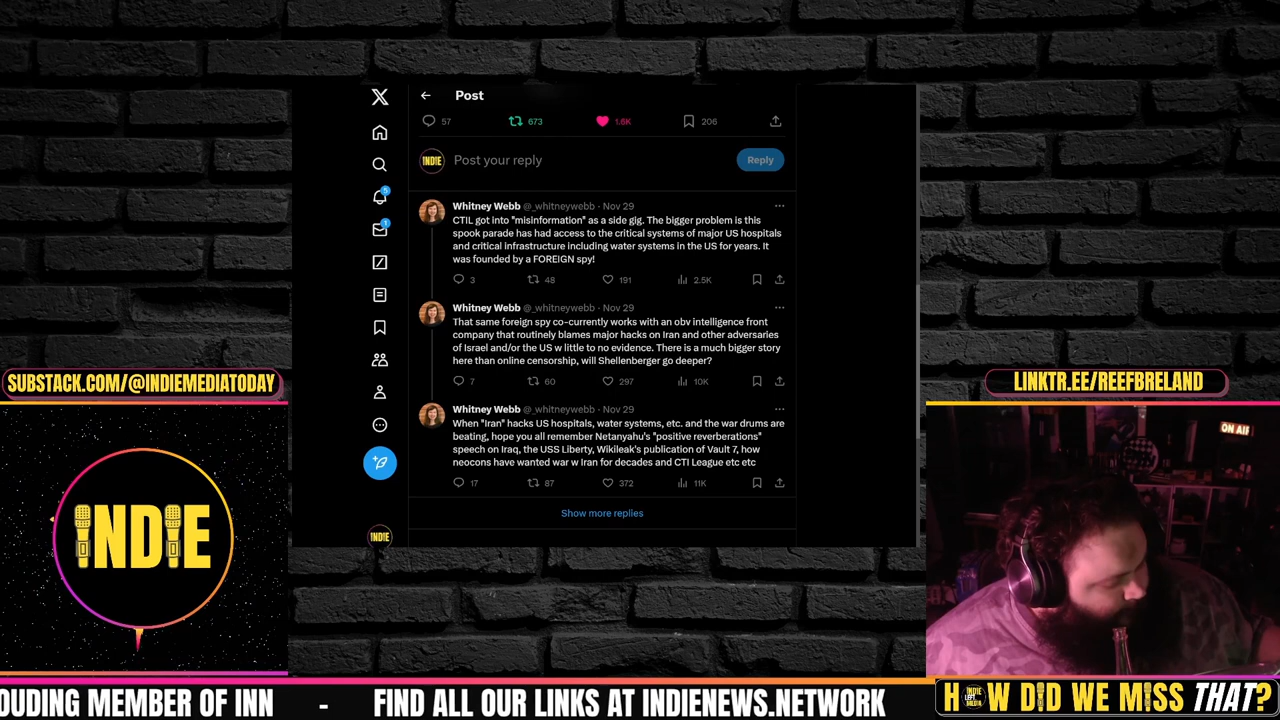 Post
57
673
1.6K
206
INDIE
Post your reply
Reply
5
1
Whitney Webb @_whitneywebb · Nov 29
CTIL got into "misinformation" as a side gig. The bigger problem is this
spook parade has had access to the critical systems of major US hospitals
and critical infrastructure including water systems in the US for years. It
was founded by a FOREIGN spy!
3
48
191
2.5K
Whitney Webb @_whitneywebb · Nov 29
That same foreign spy co-currently works with an obv intelligence front
company that routinely blames major hacks on Iran and other adversaries
of Israel and/or the US w little to no evidence. There is a much bigger story
here than online censorship, will Shellenberger go deeper?
7
60
297
10K
Whitney Webb @_whitneywebb · Nov 29
When "Iran" hacks US hospitals, water systems, etc. and the war drums are
beating, hope you all remember Netanyahu's "positive reverberations"
speech on Iraq, the USS Liberty, Wikileak's publication of Vault 7, how
neocons have wanted war w Iran for decades and CTI League etc etc
17
87
372
11K
Show more replies
INDIE
SUBSTACK.COM/@INDIEMEDIATODAY
LINKTR.EE/REEFBRELAND
ON AIR
INDIE
OUDING MEMBER OF INN - FIND ALL OUR LINKS AT INDIENEWS.NETWORK
HOW DID WE MISS THAT?